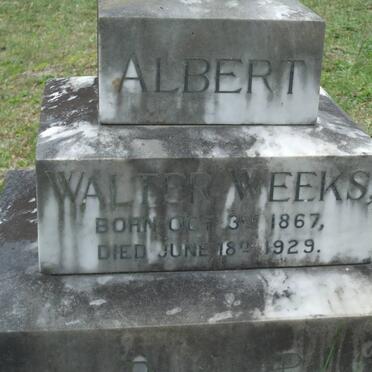 ALBERT
WALTER WEEKS,
BORN OCT. 3RD 1867,
DIED JUNE 18TH 1929.